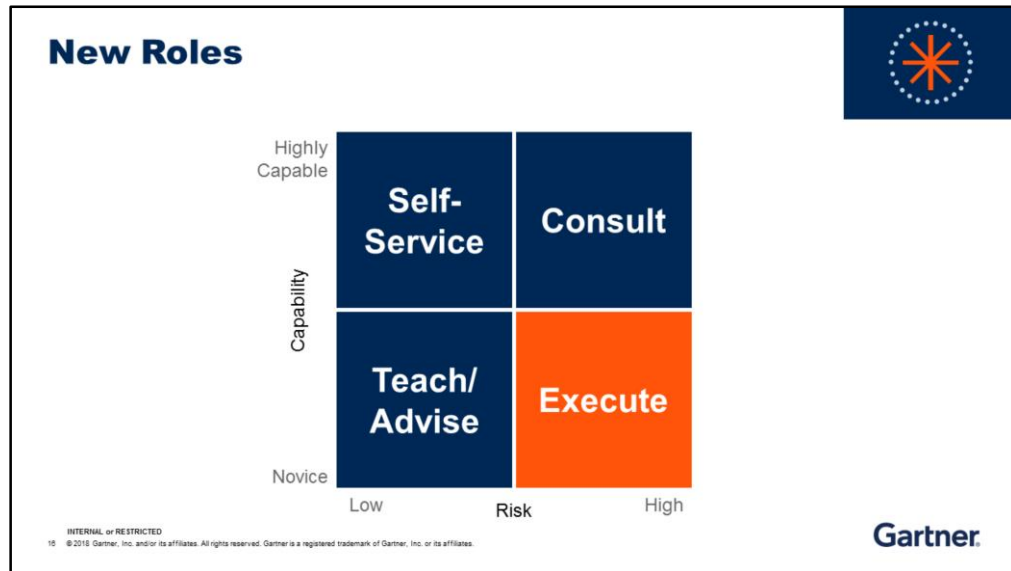 New Roles
Highly
Capable
Self-
Service
Consult
Capability
Teach/
Advise
Execute
Novice
Low
Risk
High
INTERNAL or RESTRICTED
16 © 2018 Gartner, Inc. and/or its affiliates. All rights reserved. Gartner is a registered trademark of Gartner, Inc. or its affiliates.
Gartner